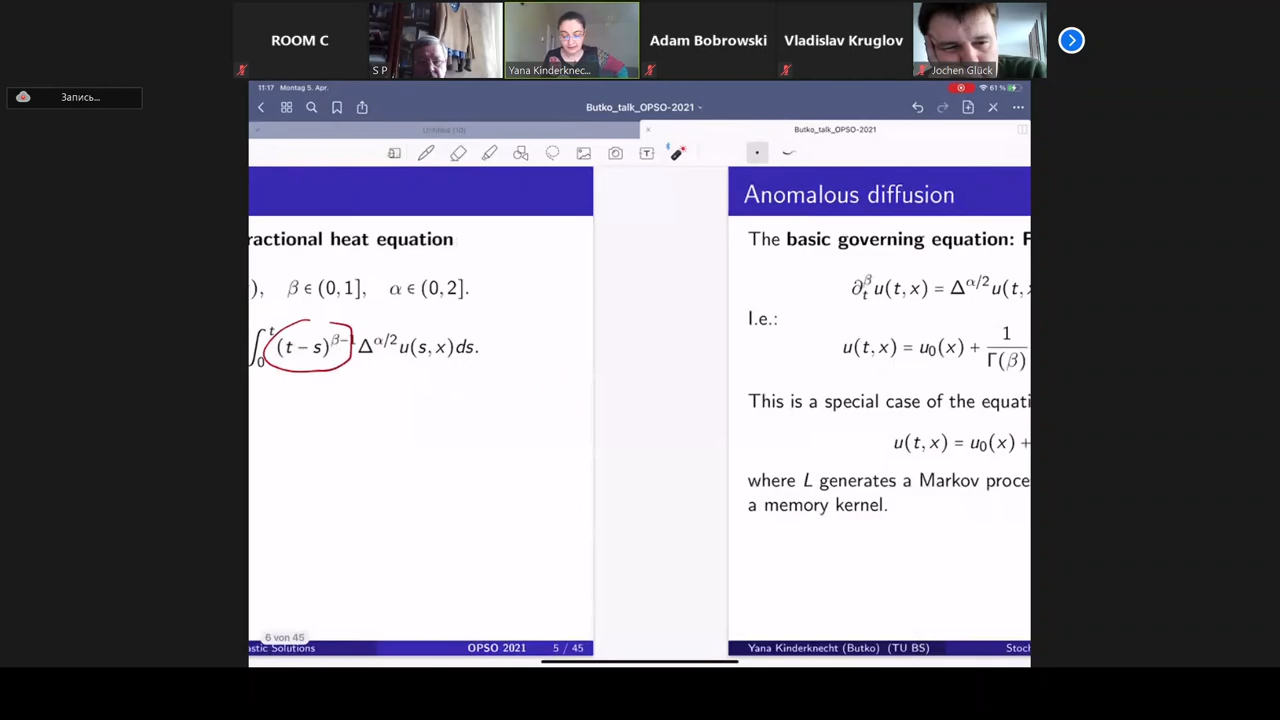 ROOM C
S P
Yana Kinderknec...
Adam Bobrowski
Vladislav Kruglov
Jochen Glück
Запись...
11:17 Montag 5. Apr.
61 %
Butko_talk_OPSO-2021
Untitled (10)
Butko_talk_OPSO-2021
T
ractional heat equation
), β ∈ (0, 1], α ∈ (0, 2].
∫₀ᵗ (t − s)^{β−1} Δ^{α/2} u(s, x)ds.
6 von 45
astic Solutions
OPSO 2021
5 / 45
Anomalous diffusion
The basic governing equation: F
∂ₜ^β u(t, x) = Δ^{α/2} u(t, x
I.e.:
u(t, x) = u₀(x) + 1/Γ(β)
This is a special case of the equati
u(t, x) = u₀(x) +
where L generates a Markov proce
a memory kernel.
Yana Kinderknecht (Butko) (TU BS)
Stoc